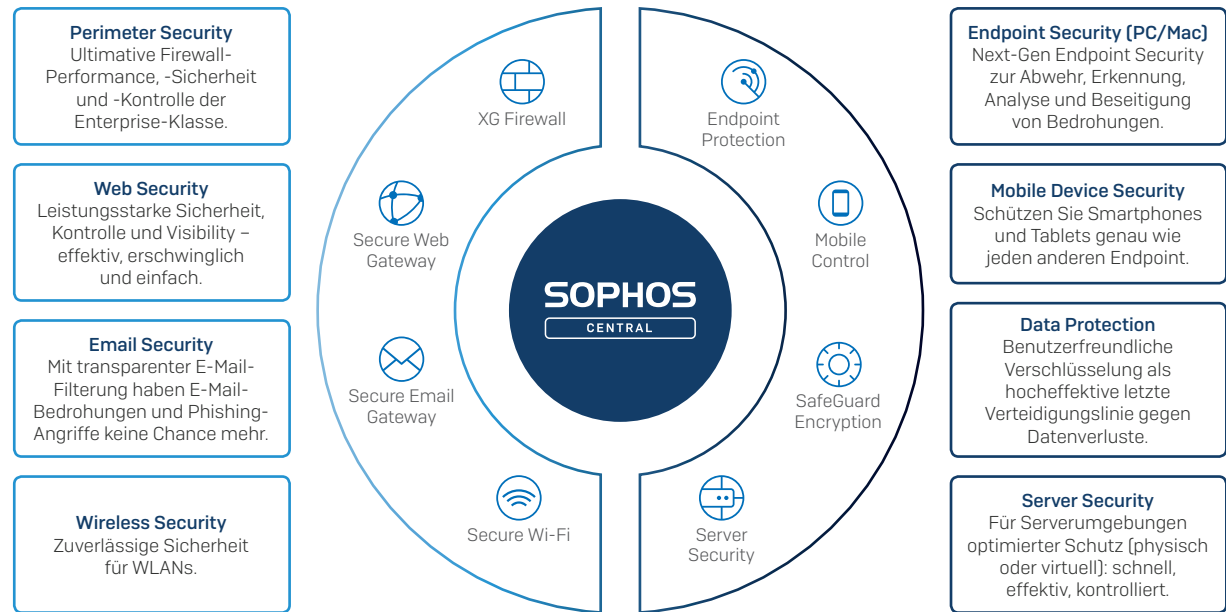 Perimeter Security
Ultimative Firewall-
Performance, -Sicherheit
und -Kontrolle der
Enterprise-Klasse.
Web Security
Leistungsstarke Sicherheit,
Kontrolle und Visibility –
effektiv, erschwinglich
und einfach.
Email Security
Mit transparenter E-Mail-
Filterung haben E-Mail-
Bedrohungen und Phishing-
Angriffe keine Chance mehr.
Wireless Security
Zuverlässige Sicherheit
für WLANs.
XG Firewall
Secure Web
Gateway
Secure Email
Gateway
Secure Wi-Fi
SOPHOS
CENTRAL
Endpoint
Protection
Mobile
Control
SafeGuard
Encryption
Server
Security
Endpoint Security (PC/Mac)
Next-Gen Endpoint Security
zur Abwehr, Erkennung,
Analyse und Beseitigung
von Bedrohungen.
Mobile Device Security
Schützen Sie Smartphones
und Tablets genau wie
jeden anderen Endpoint.
Data Protection
Benutzerfreundliche
Verschlüsselung als
hocheffektive letzte
Verteidigungslinie gegen
Datenverluste.
Server Security
Für Serverumgebungen
optimierter Schutz (physisch
oder virtuell): schnell,
effektiv, kontrolliert.